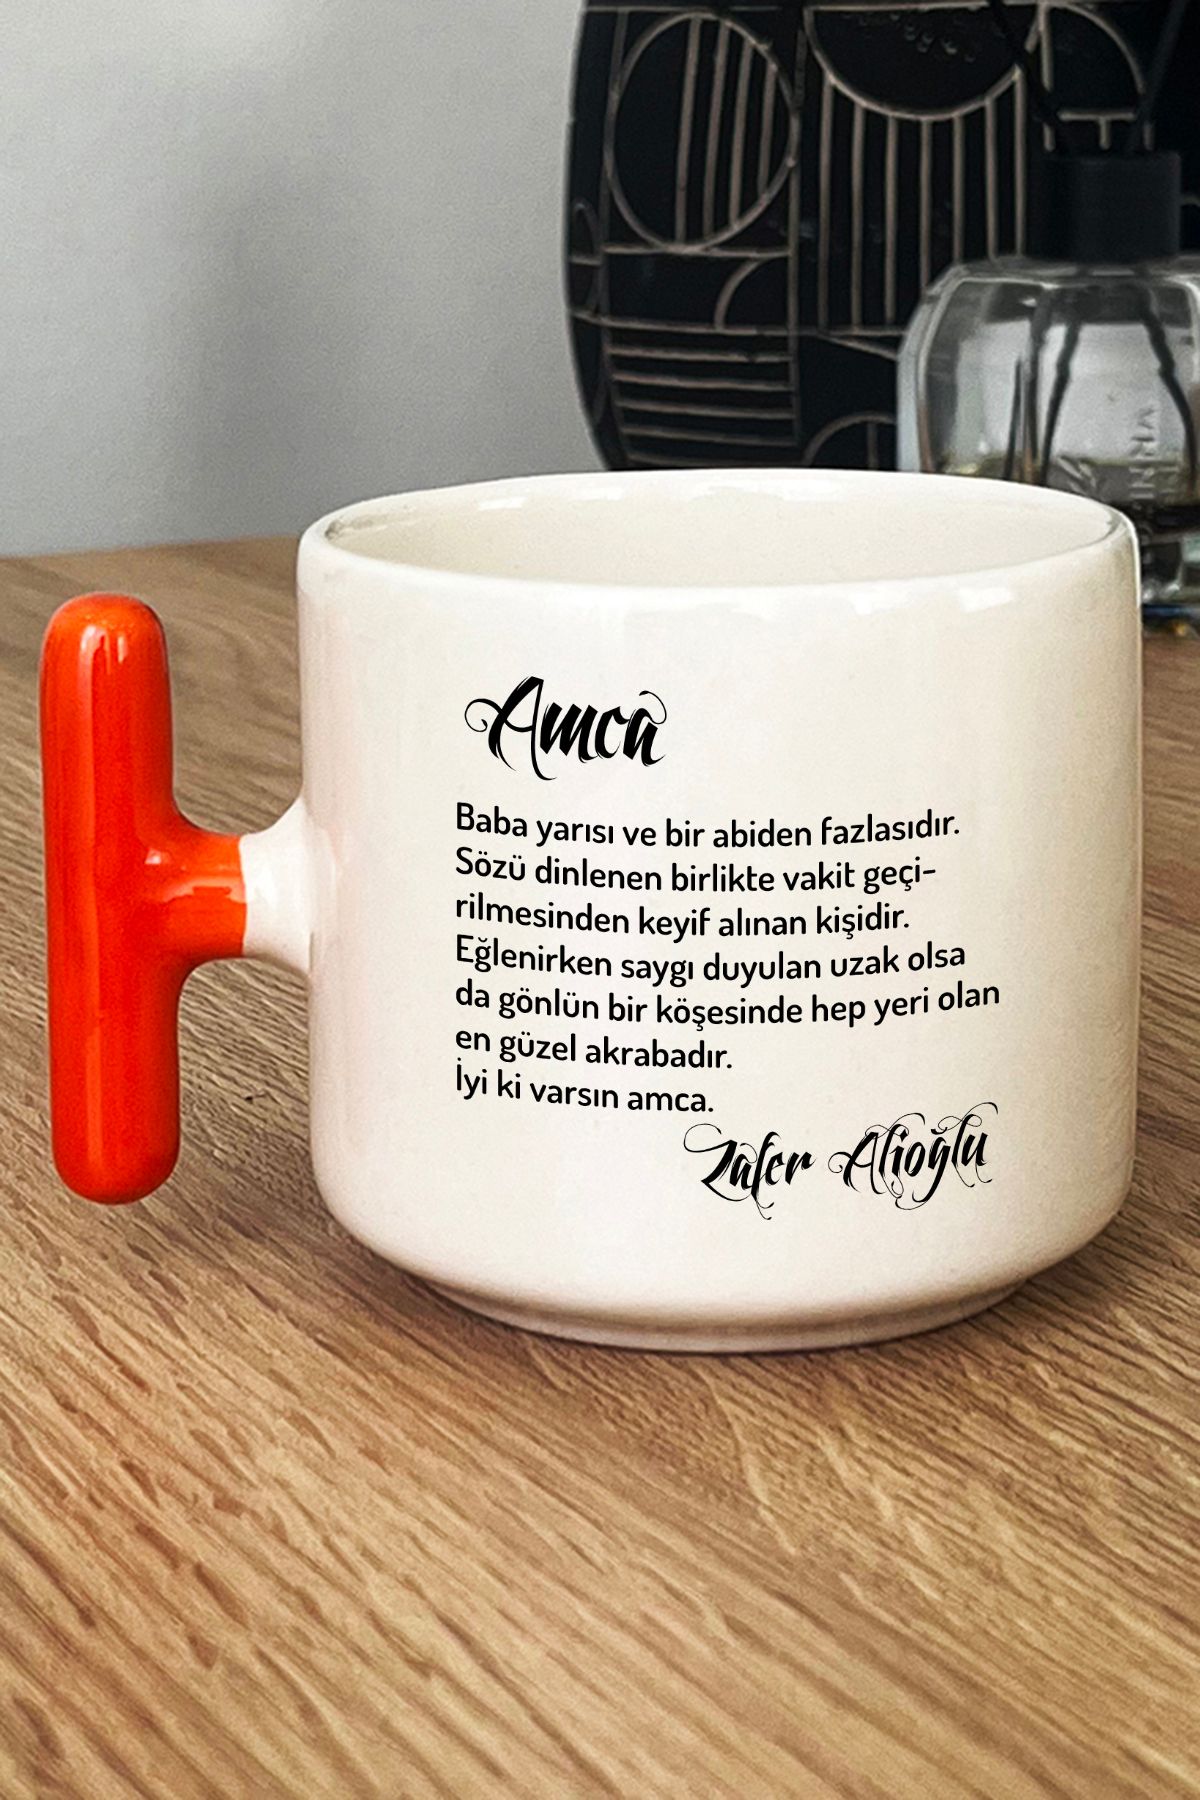 Amca
Baba yarısı ve bir abiden fazlasıdır.
Sözü dinlenen birlikte vakit geçi-
rilmesinden keyif alınan kişidir.
Eğlenirken saygı duyulan uzak olsa
da gönlün bir köşesinde hep yeri olan
en güzel akrabadır.
İyi ki varsın amca.
Zafer Alioğlu